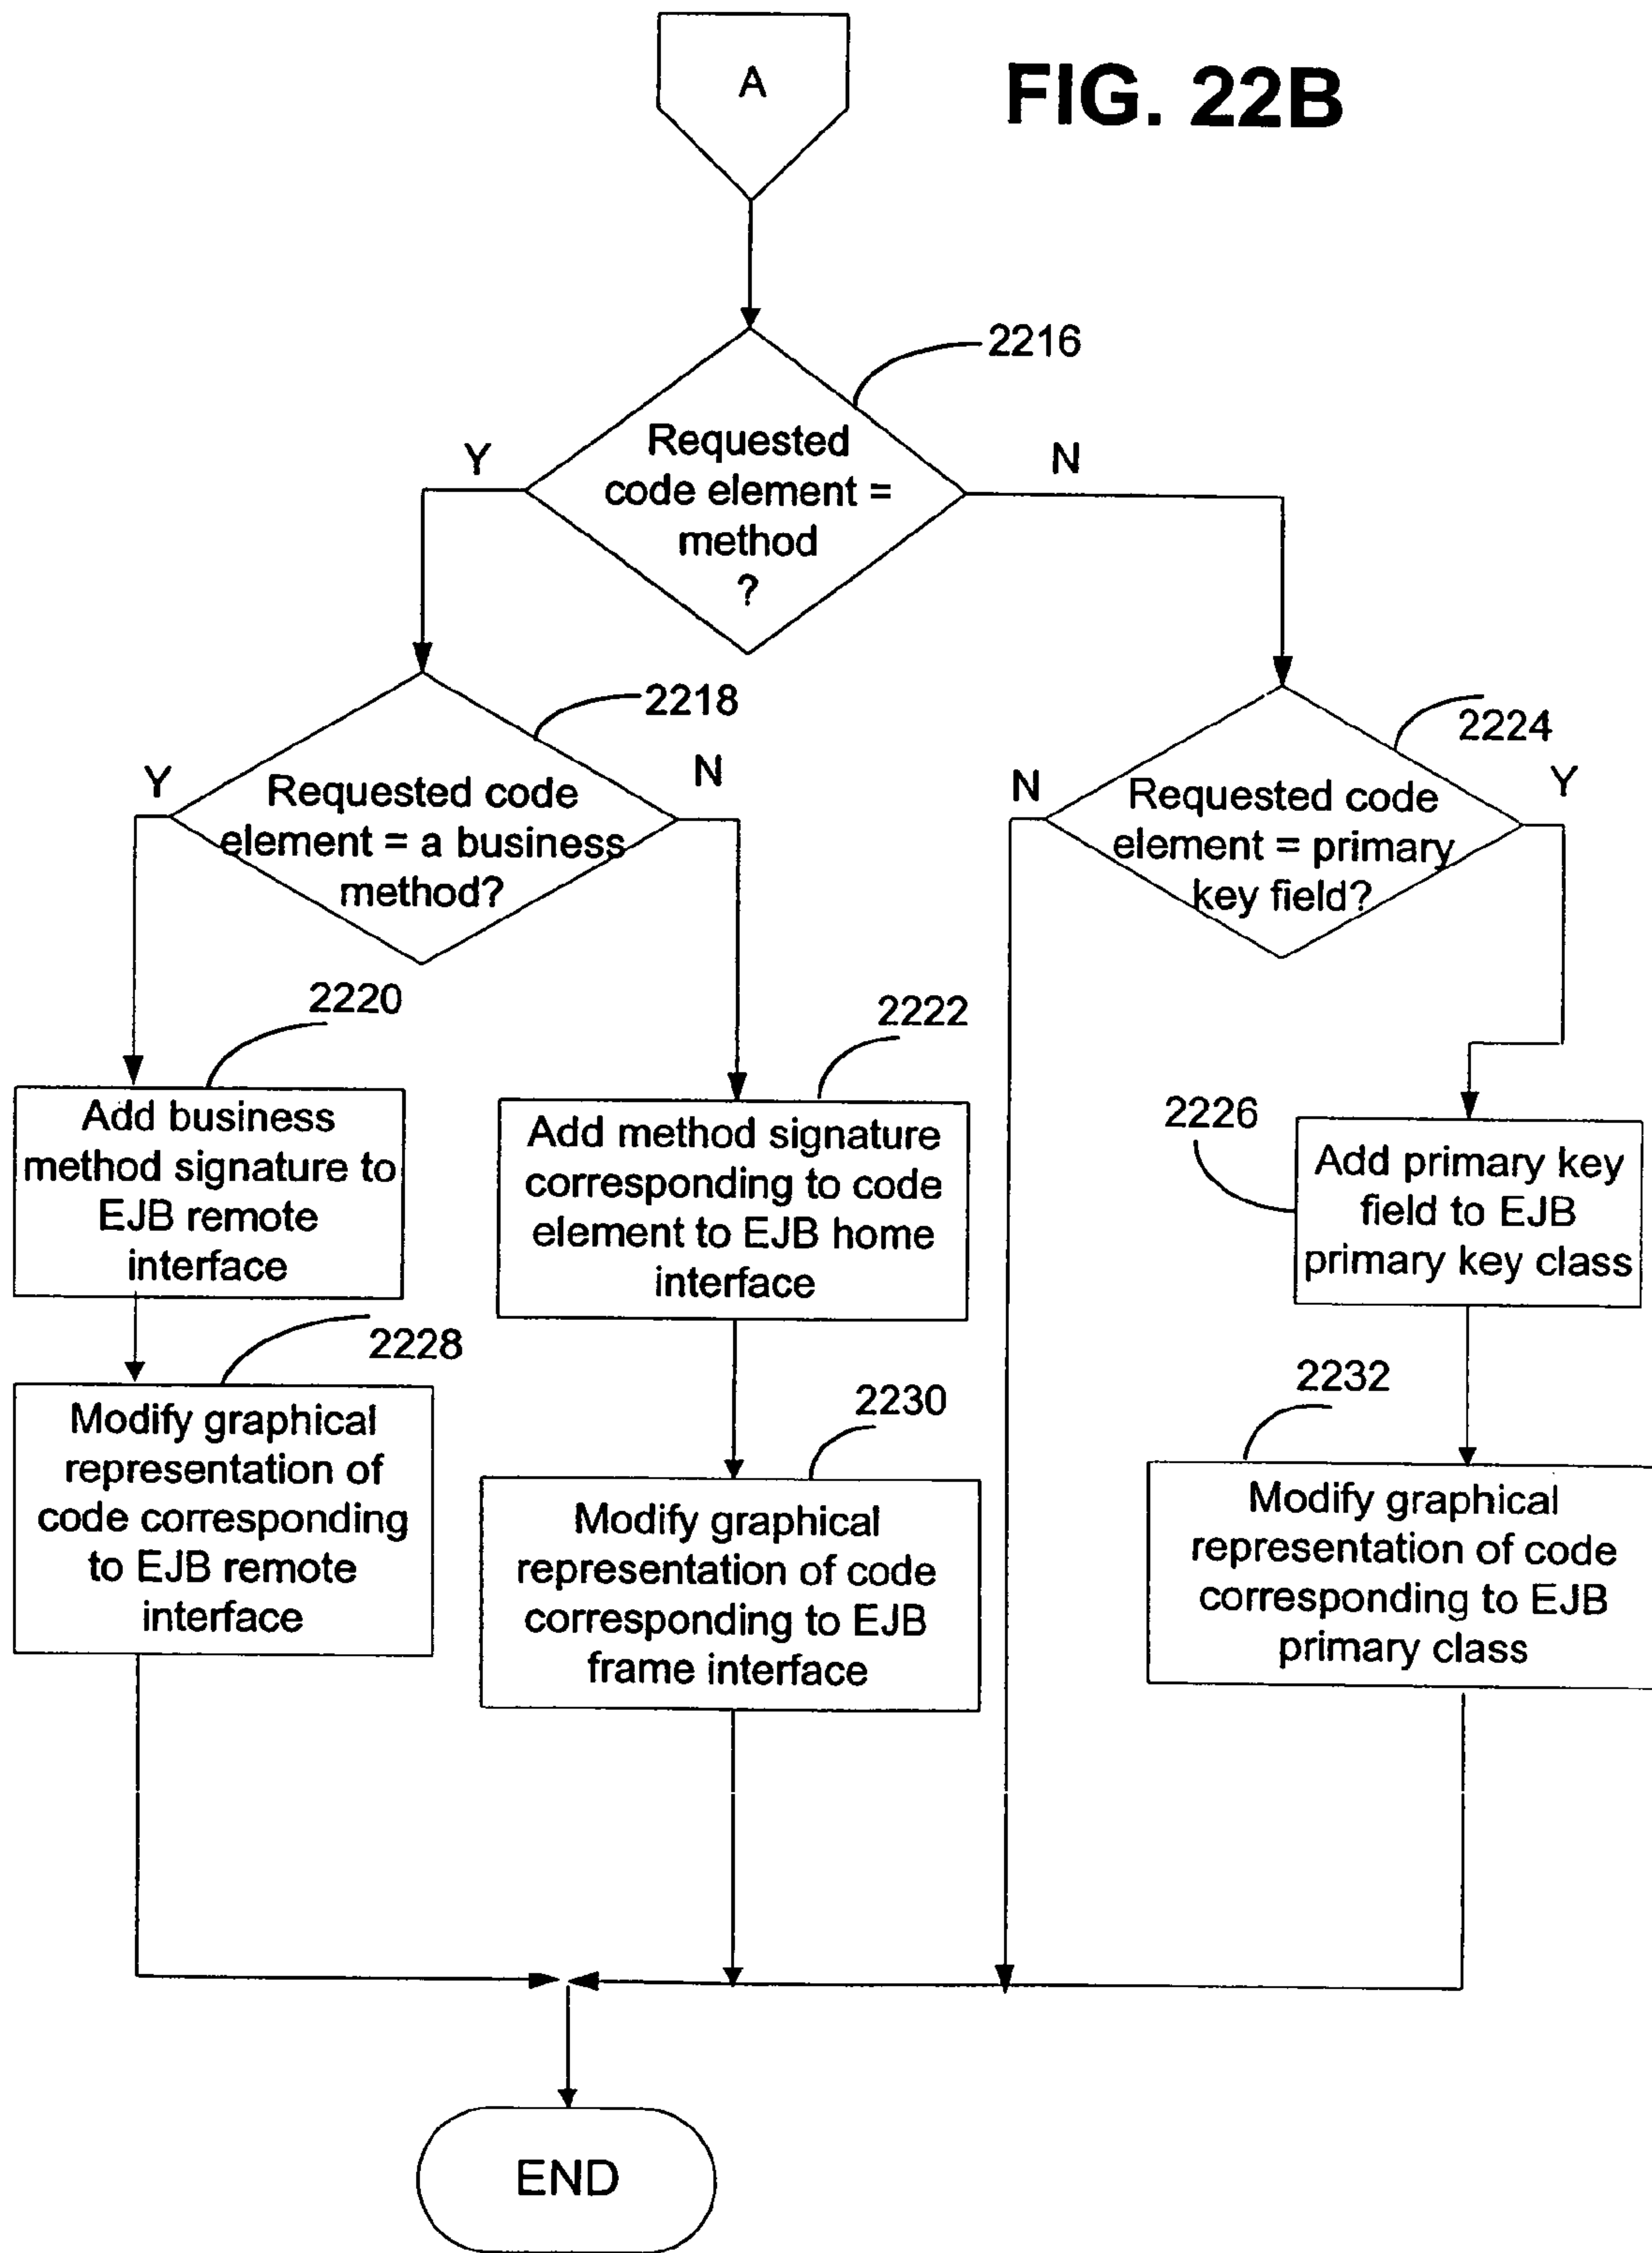 A
FIG. 22B
2216
Requested
code element =
method
?
Y
N
2218
Requested code
element = a business
method?
Y
N
2224
Requested code
element = primary
key field?
N
Y
2220
Add business
method signature to
EJB remote
interface
2222
Add method signature
corresponding to code
element to EJB home
interface
2226
Add primary key
field to EJB
primary key class
2228
Modify graphical
representation of
code corresponding
to EJB remote
interface
2230
Modify graphical
representation of code
corresponding to EJB
frame interface
2232
Modify graphical
representation of code
corresponding to EJB
primary class
END